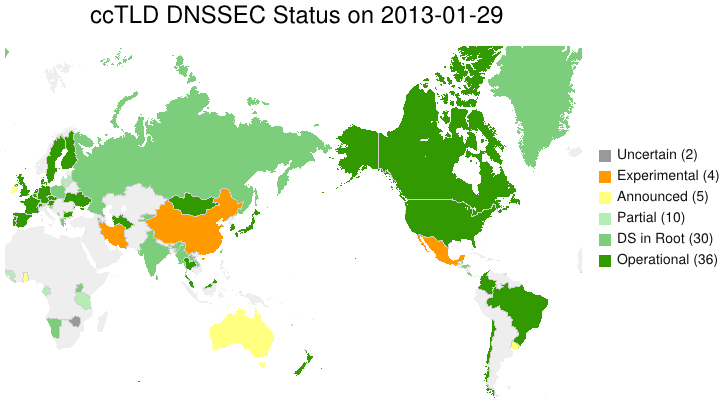 ccTLD DNSSEC Status on 2013-01-29
Uncertain (2)
Experimental (4)
Announced (5)
Partial (10)
DS in Root (30)
Operational (36)